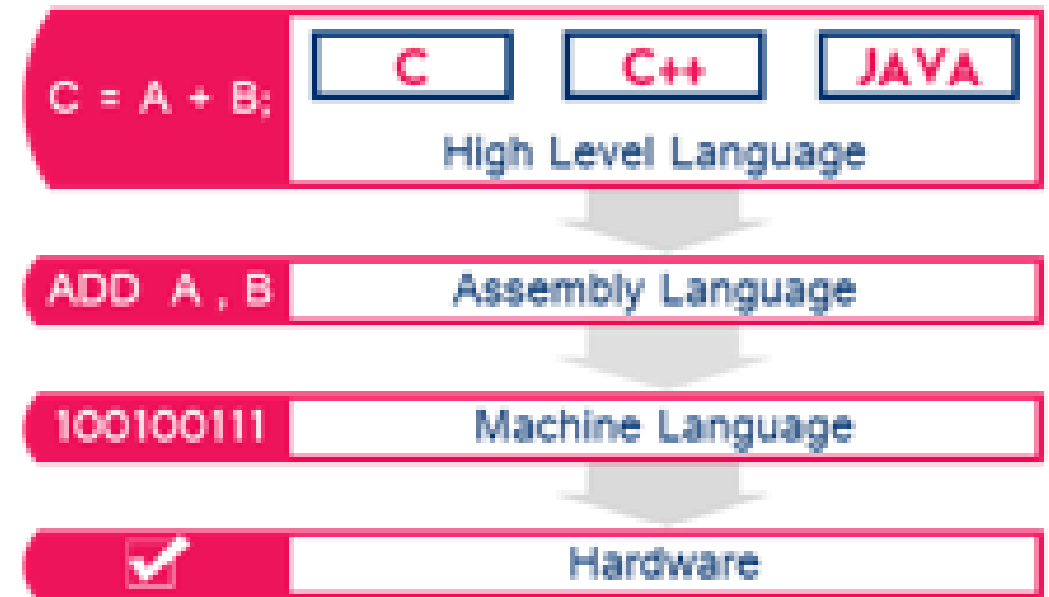 C = A + B;
C C++ JAVA
High Level Language
ADD A , B
Assembly Language
100100111
Machine Language
Hardware